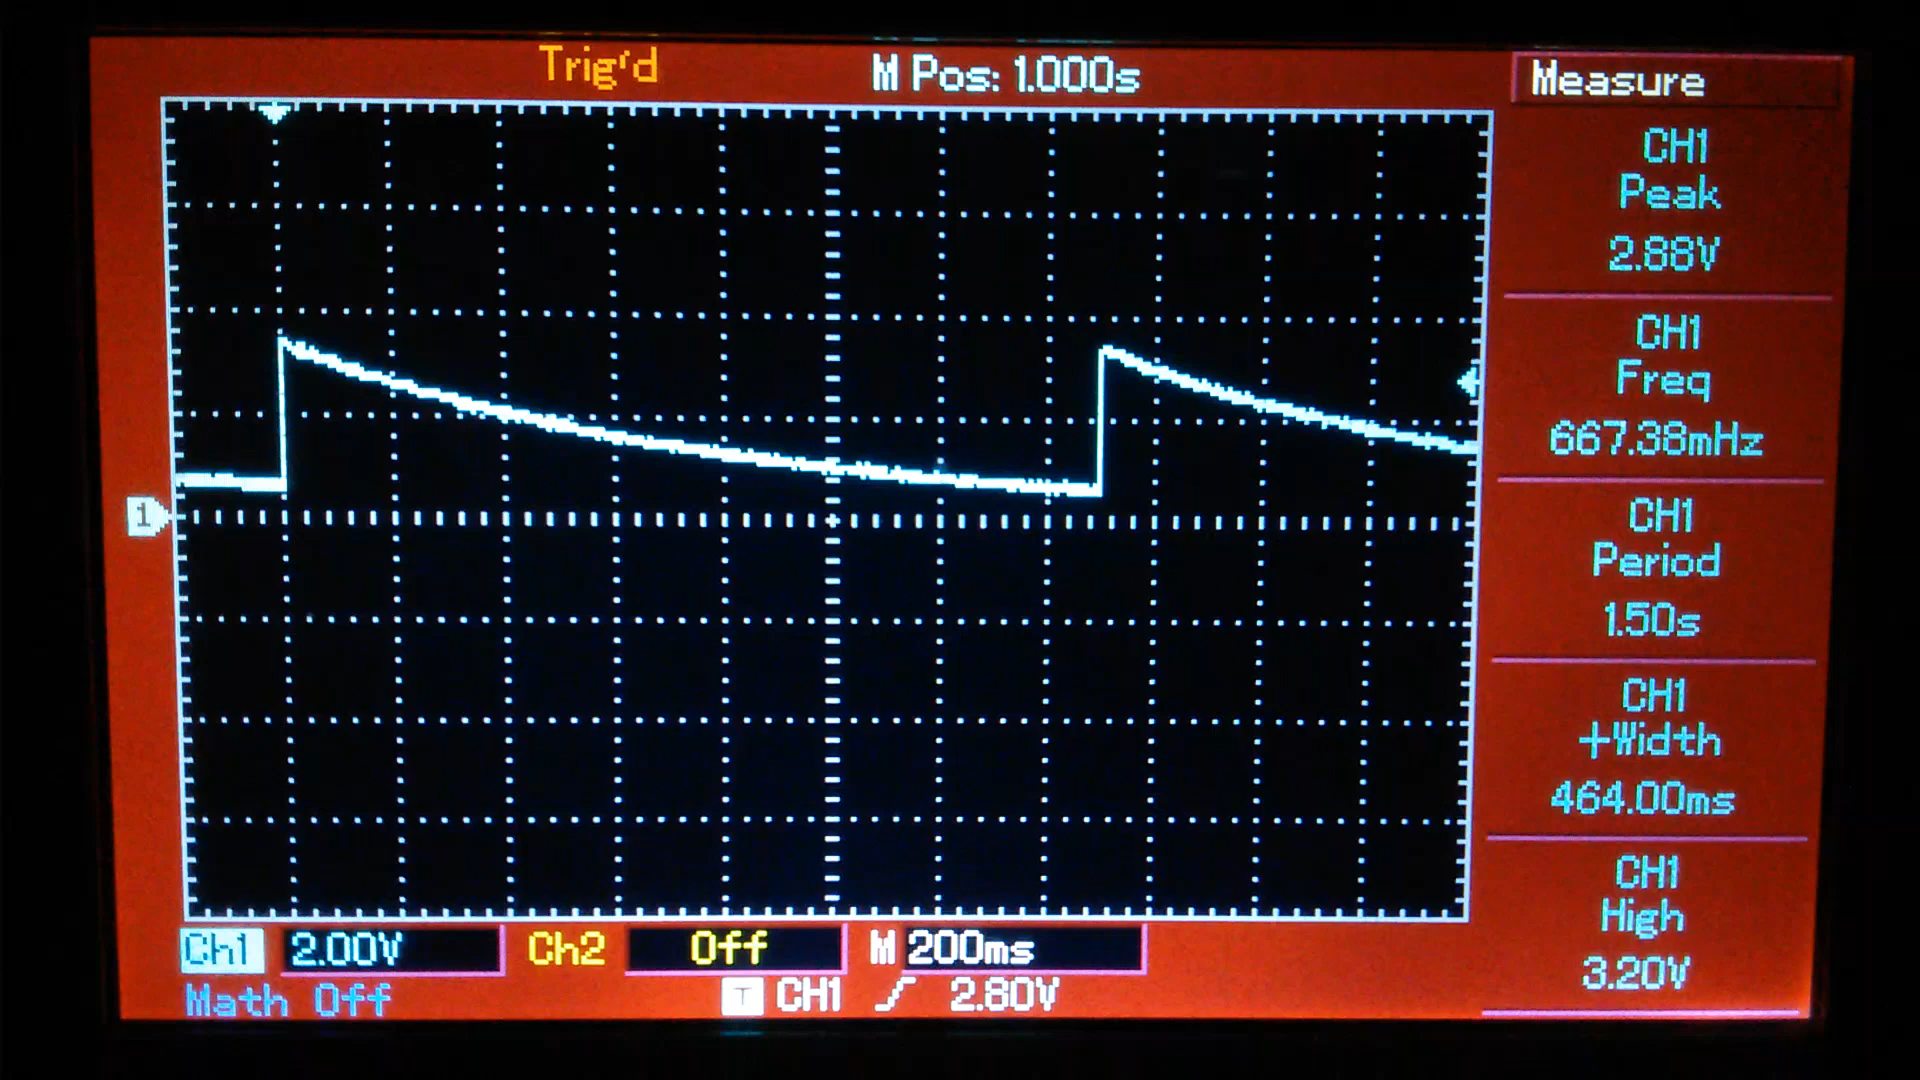 Trig'd M Pos: 1.000s
Measure
CH1
Peak
2.88V
CH1
Freq
667.38mHz
CH1
Period
1.50s
CH1
+Width
464.00ms
CH1
High
3.20V
1
Ch1 2.00V Ch2 Off M 200ms
Math Off T CH1 2.80V